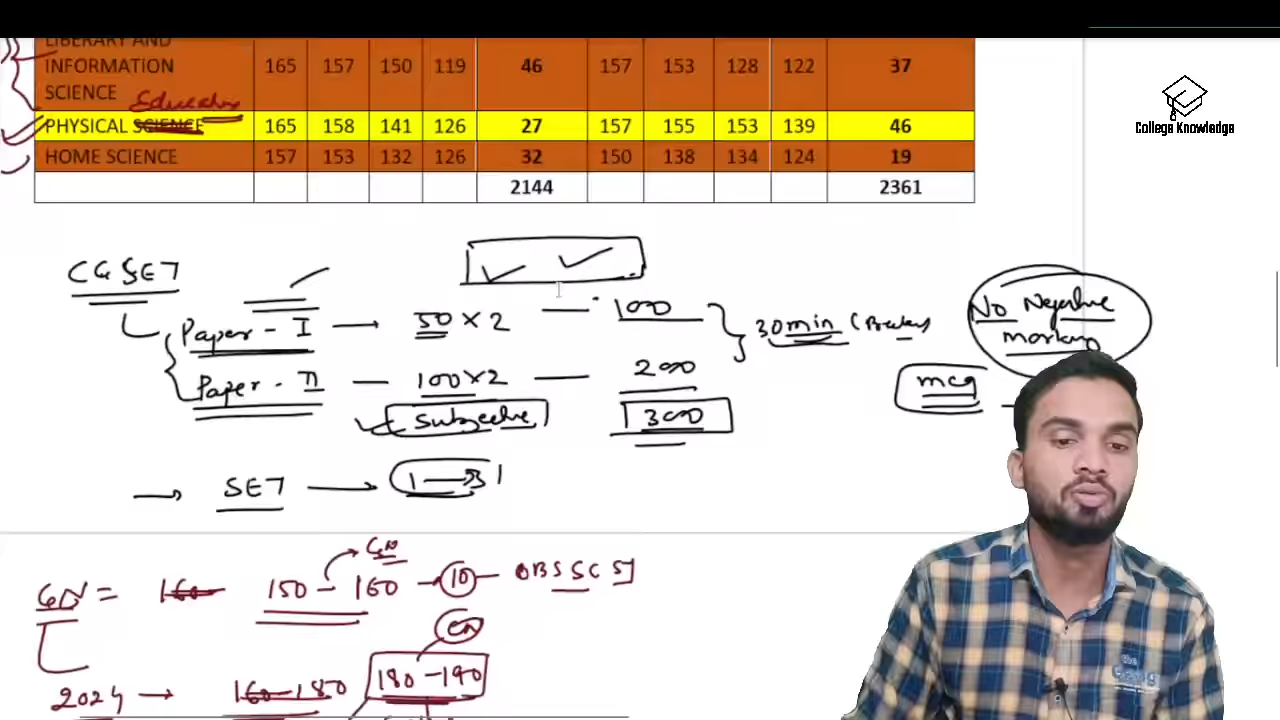 LIBERARY AND
INFORMATION 165 157 150 119 46 157 153 128 122 37
SCIENCE Education
PHYSICAL SCIENCE 165 158 141 126 27 157 155 153 139 46
HOME SCIENCE 157 153 132 126 32 150 138 134 124 19
2144 2361
College Knowledge
CG SET
Paper - I → 50 × 2 — 100 30 min (Break) No Negative
marking
Paper - II — 100 × 2 — 200 mcq
Subjective 300
→ SET → 1 → 31
GN
GN = 160 150 - 160 - 10 - OBS SC ST
GN
2024 → 160-180 180 - 190
the